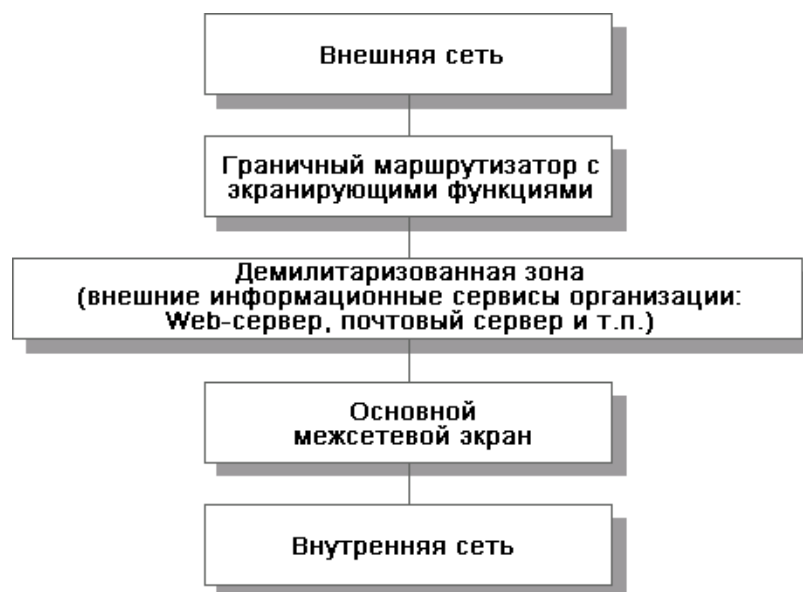 Внешняя сеть
Граничный маршрутизатор с
экранирующими функциями
Демилитаризованная зона
(внешние информационные сервисы организации:
Web-сервер, почтовый сервер и т.п.)
Основной
межсетевой экран
Внутренняя сеть